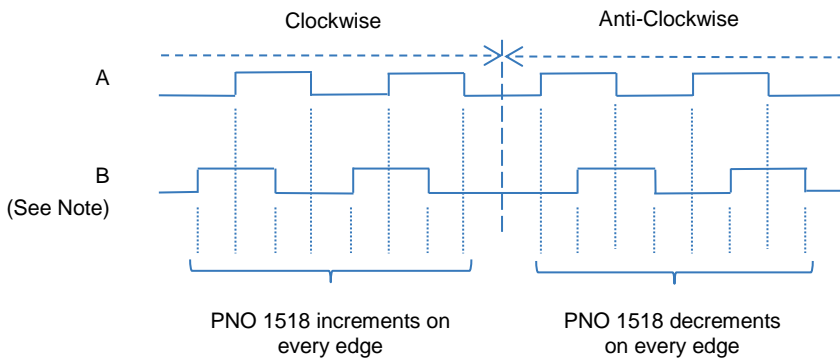 Clockwise
Anti-Clockwise
A
B
(See Note)
PNO 1518 increments on
every edge
PNO 1518 decrements
on every edge